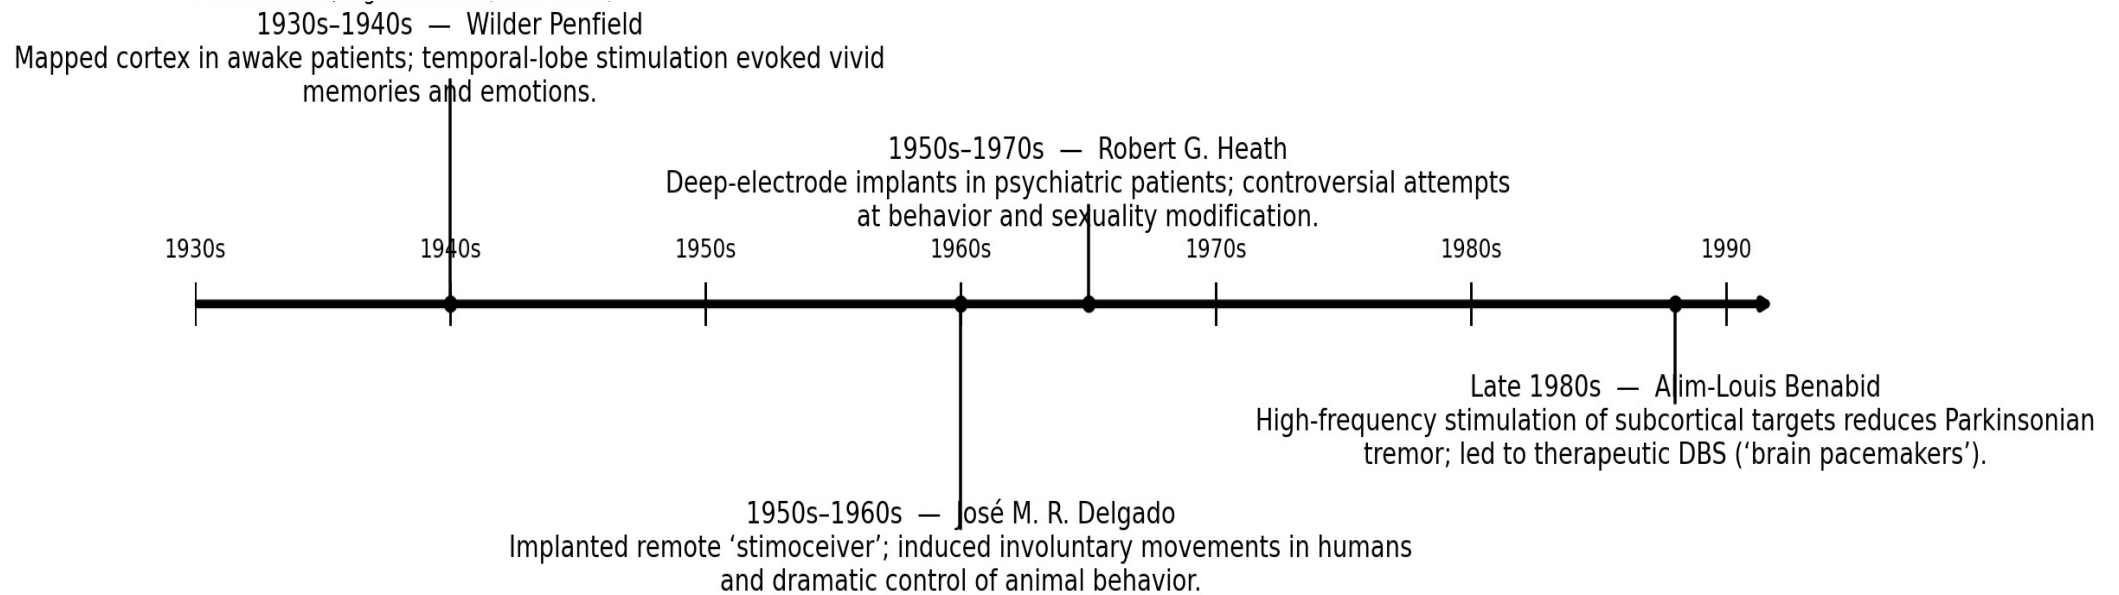 1930s–1940s — Wilder Penfield
Mapped cortex in awake patients; temporal-lobe stimulation evoked vivid
memories and emotions.
1950s–1970s — Robert G. Heath
Deep-electrode implants in psychiatric patients; controversial attempts
at behavior and sexuality modification.
1930s 1940s 1950s 1960s 1970s 1980s 1990
Late 1980s — Alim-Louis Benabid
High-frequency stimulation of subcortical targets reduces Parkinsonian
tremor; led to therapeutic DBS (‘brain pacemakers’).
1950s–1960s — José M. R. Delgado
Implanted remote ‘stimoceiver’; induced involuntary movements in humans
and dramatic control of animal behavior.